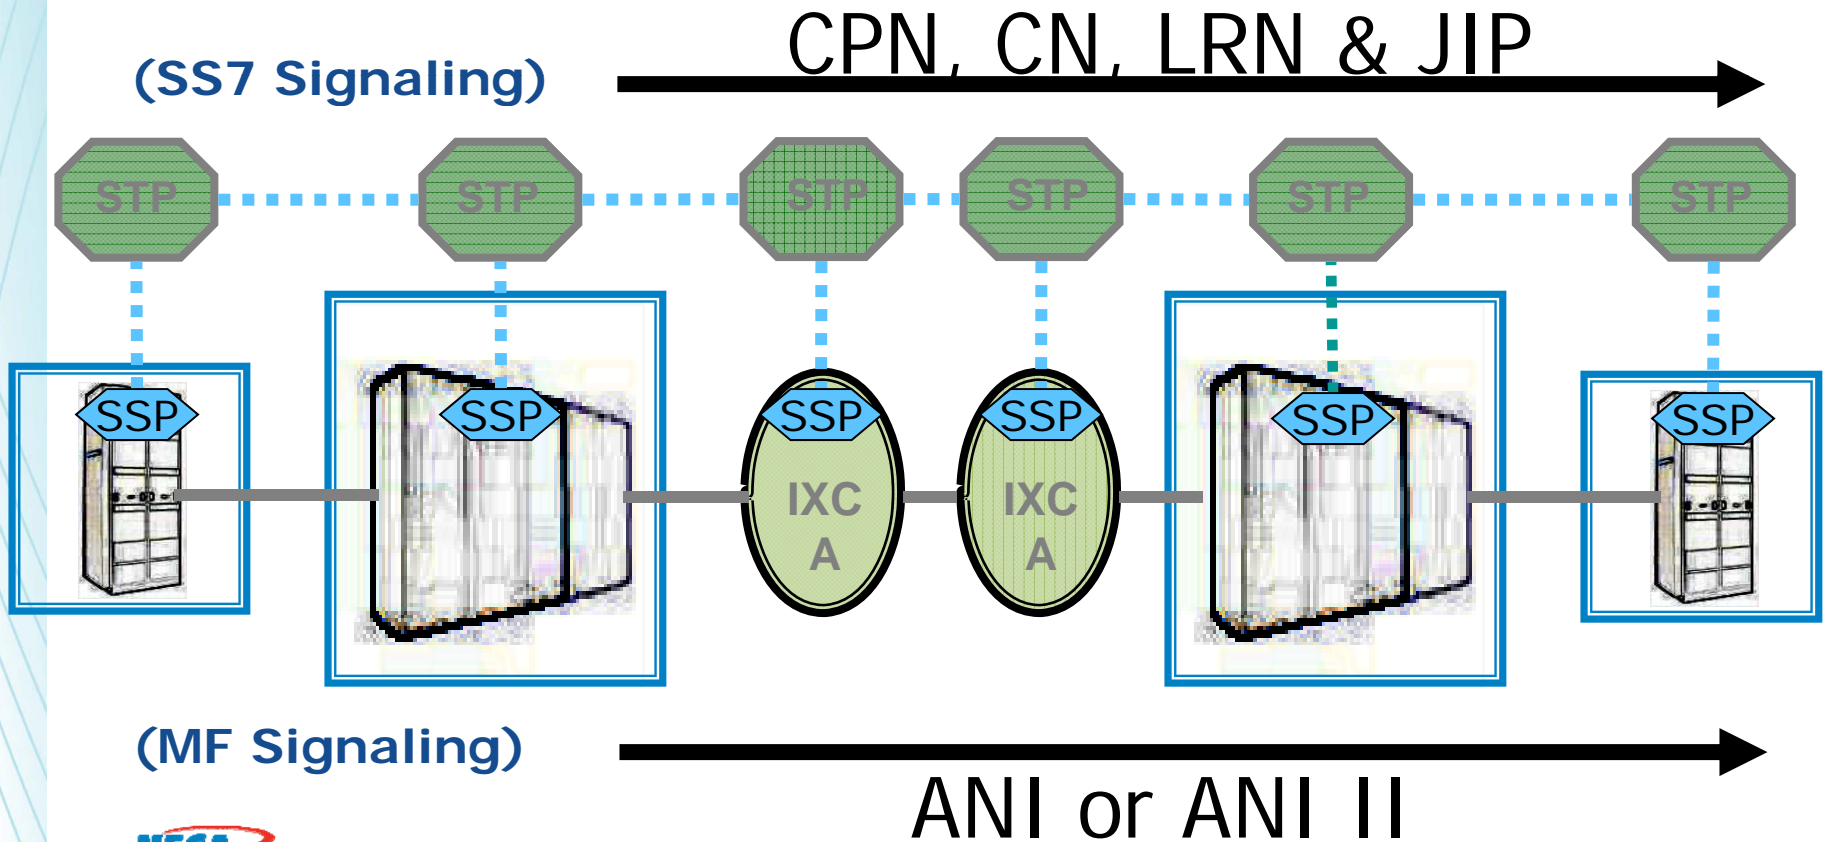 CPN, CN, LRN & JIP
(SS7 Signaling)
STP STP STP STP STP STP
SSP SSP SSP SSP SSP SSP
IXC IXC
A A
(MF Signaling)
ANI or ANI II
NECA